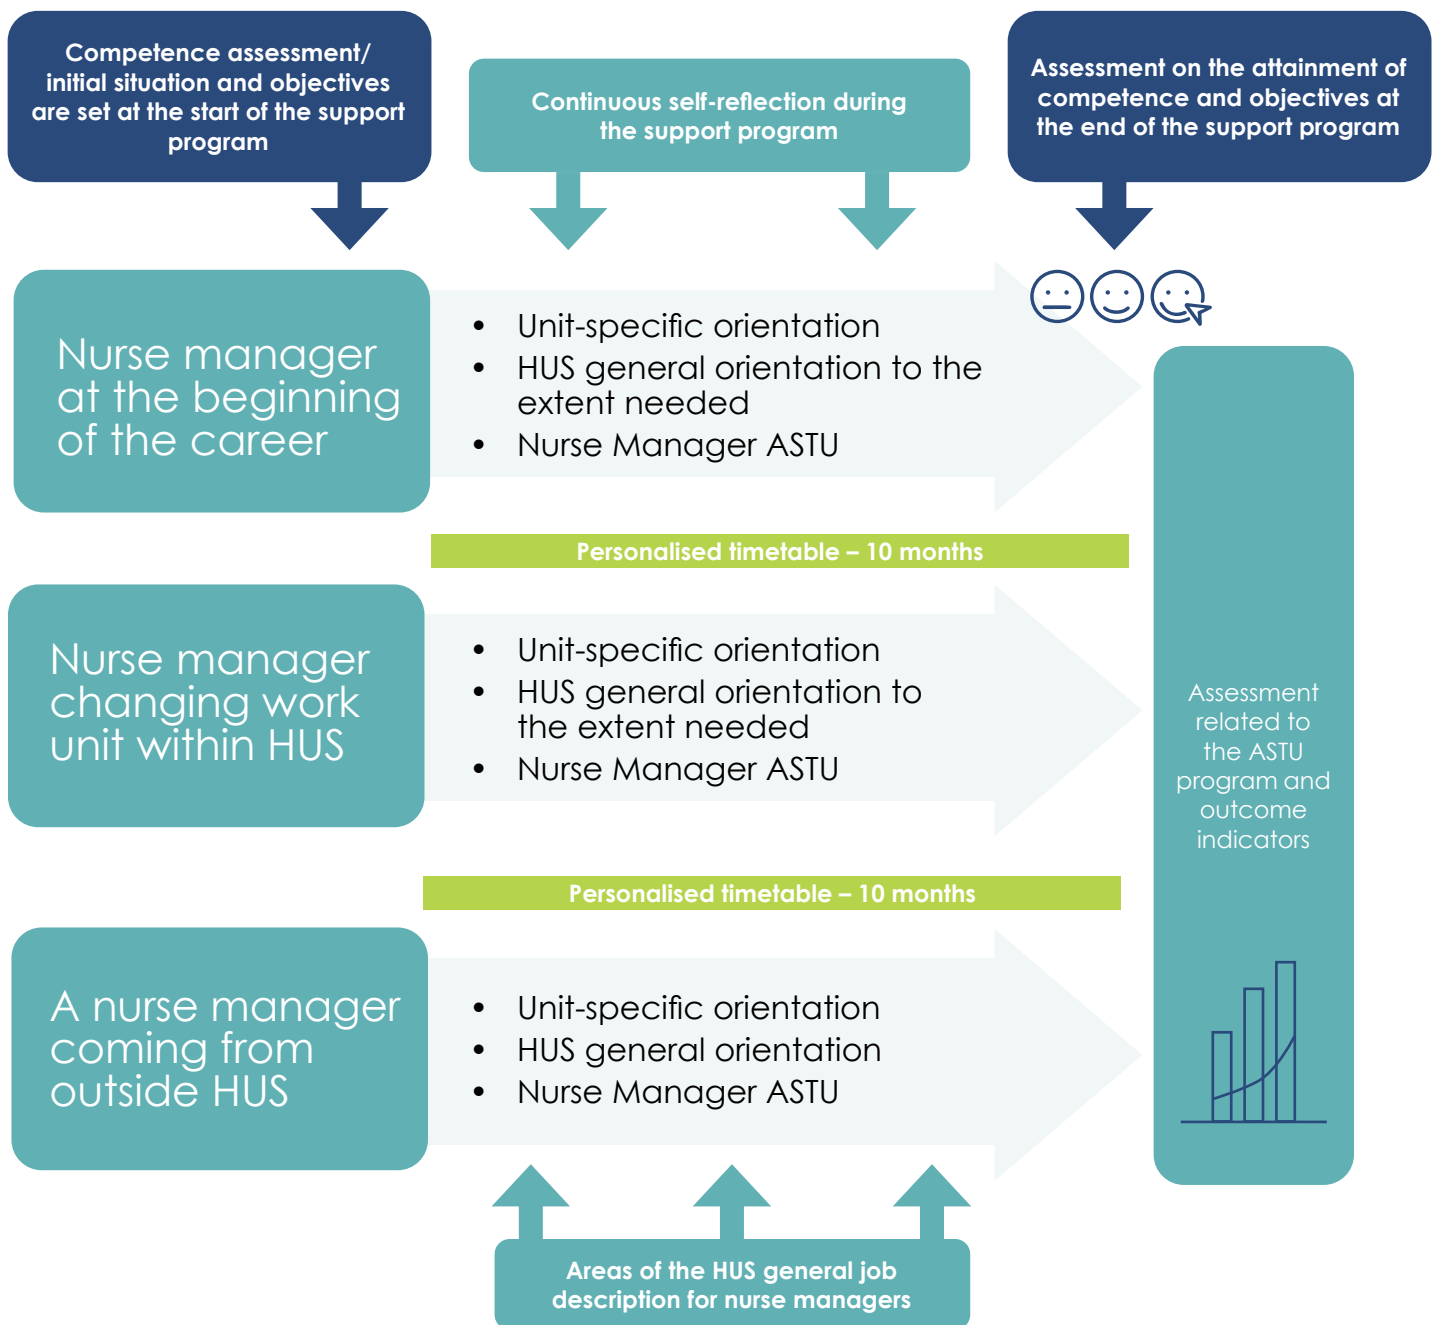 Competence assessment/
initial situation and objectives
are set at the start of the support
program
Continuous self-reflection during
the support program
Assessment on the attainment of
competence and objectives at
the end of the support program
Nurse manager
at the beginning
of the career
• Unit-specific orientation
• HUS general orientation to the
extent needed
• Nurse Manager ASTU
Personalised timetable – 10 months
Nurse manager
changing work
unit within HUS
• Unit-specific orientation
• HUS general orientation to
the extent needed
• Nurse Manager ASTU
Assessment
related to
the ASTU
program and
outcome
indicators
Personalised timetable – 10 months
A nurse manager
coming from
outside HUS
• Unit-specific orientation
• HUS general orientation
• Nurse Manager ASTU
Areas of the HUS general job
description for nurse managers